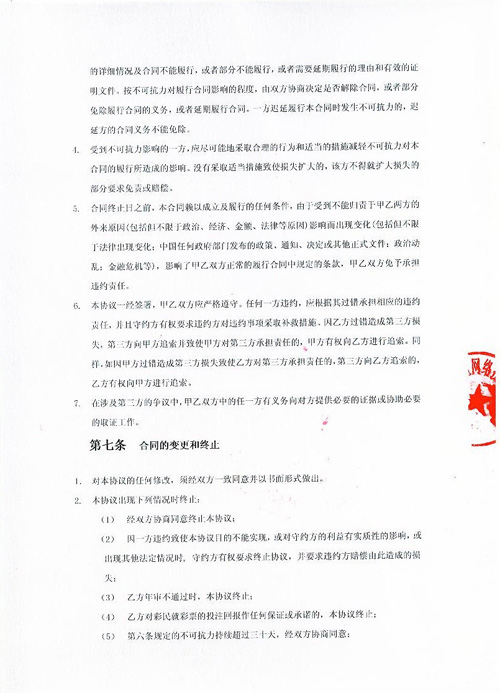 的详细情况及合同不能履行，或者部分不能履行，或者需要延期履行的理由和有效的证
明文件。按不可抗力对履行合同影响的程度，由双方协商决定是否解除合同，或者部分
免除履行合同的义务，或者延期履行合同。一方迟延履行本合同时发生不可抗力的，迟
延方的合同义务不能免除。
4. 受到不可抗力影响的一方，应尽可能地采取合理的行为和适当的措施减轻不可抗力对本
合同的履行所造成的影响。没有采取适当措施致使损失扩大的，该方不得就扩大损失的
部分要求免责或赔偿。
5. 合同终止日之前，本合同赖以成立及履行的任何条件，由于受到不能归责于甲乙两方的
外来原因(包括但不限于政治、经济、金额、法律等原因)影响而出现变化(包括但不限
于法律出现变化；中国任何政府部门发布的政策、通知、决定或其他正式文件；政治动
乱；金融危机等)，影响了甲乙双方正常的履行合同中规定的条款，甲乙双方免予承担
违约责任。
6. 本协议一经签署，甲乙双方应严格遵守。任何一方违约，应根据其过错承担相应的违约
责任，并且守约方有权要求违约方对违约事项采取补救措施。因乙方过错造成第三方损
失，第三方向甲方追索并致使甲方对第三方承担责任的，甲方有权向乙方进行追索。同
样，如因甲方过错造成第三方损失致使乙方对第三方承担责任的，第三方向乙方追索的，
乙方有权向甲方进行追索。
7. 在涉及第三方的争议中，甲乙双方中的任一方有义务向对方提供必要的证据或协助必要
的取证工作。
第七条 合同的变更和终止
1. 对本协议的任何修改，须经双方一致同意并以书面形式做出。
2. 本协议出现下列情况时终止：
（1） 经双方协商同意终止本协议；
（2） 因一方违约致使本协议目的不能实现，或对守约方的利益有实质性的影响，或
出现其他法定情况时，守约方有权要求终止协议，并要求违约方赔偿由此造成的损
失；
（3） 乙方年审不通过时，本协议终止；
（4） 乙方对彩民就彩票的投注回报作任何保证或承诺的，本协议终止；
（5） 第六条规定的不可抗力持续超过三十天，经双方协商同意；
网络